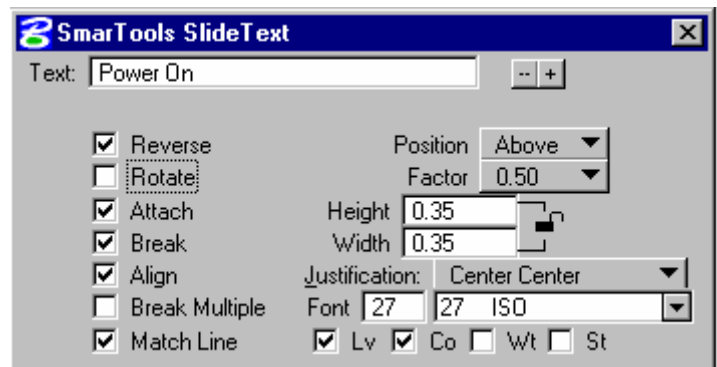 SmarTools SlideText
Text: Power On -- +
Reverse Position Above
Rotate Factor 0.50
Attach Height 0.35
Break Width 0.35
Align Justification: Center Center
Break Multiple Font 27 27 ISO
Match Line Lv Co Wt St